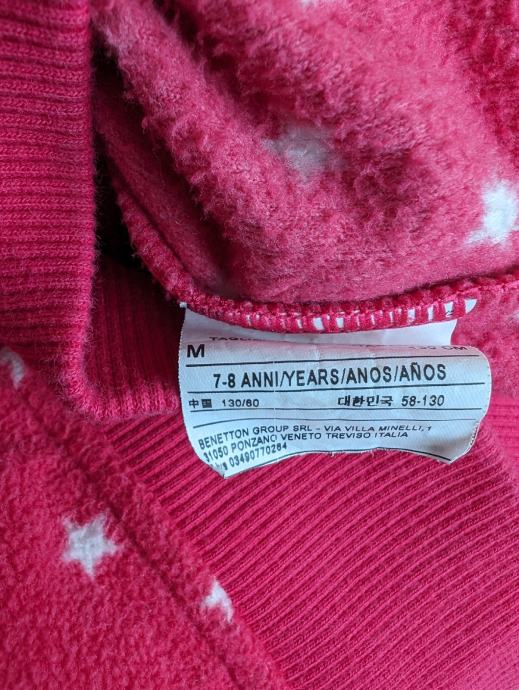 M
7-8 ANNI/YEARS/ANOS/AÑOS
中国 130/60 대한민국 58-130
BENETTON GROUP SRL - VIA VILLA MINELLI, 1
31050 PONZANO VENETO TREVISO ITALIA
03490770264